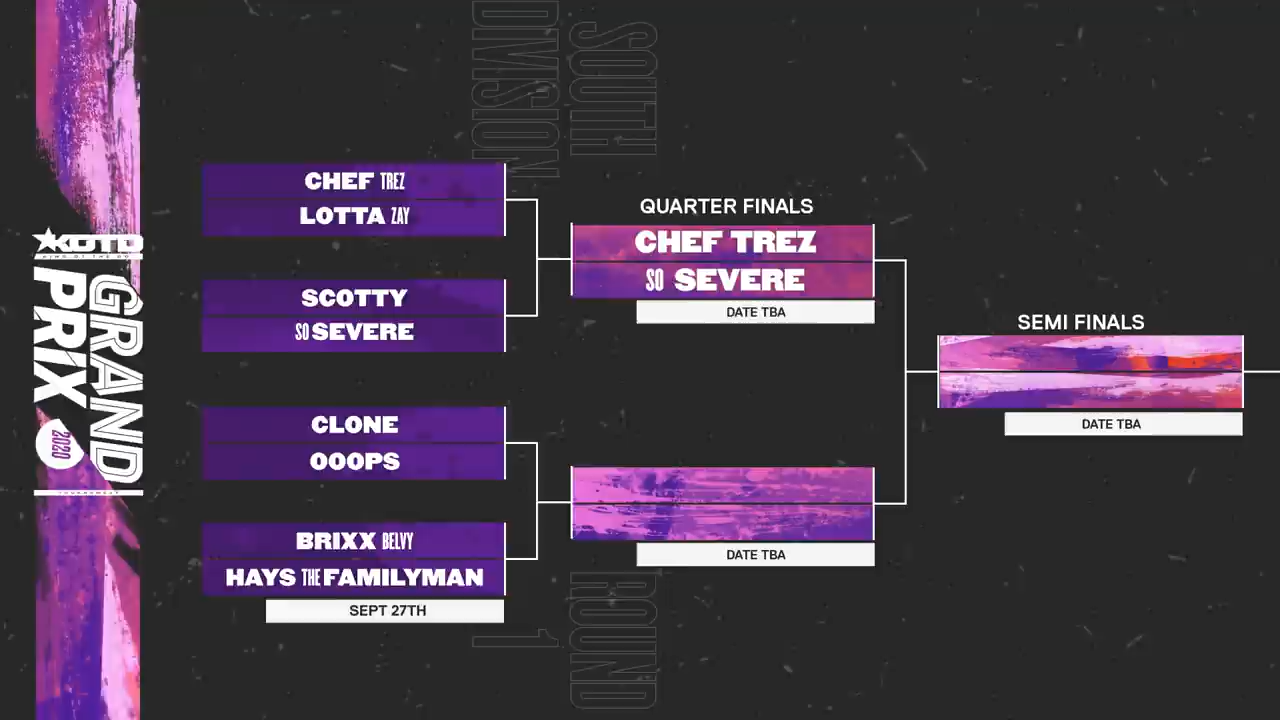 SOUTH
DIVISION
KOTD
KING OF THE DOT
GRAND
PRIX
2020
TOURNAMENT
CHEF TREZ
LOTTA ZAY
SCOTTY
SO SEVERE
CLONE
OOOPS
BRIXX BELVY
HAYS THE FAMILYMAN
SEPT 27TH
QUARTER FINALS
CHEF TREZ
SO SEVERE
DATE TBA
DATE TBA
SEMI FINALS
DATE TBA
ROUND
1